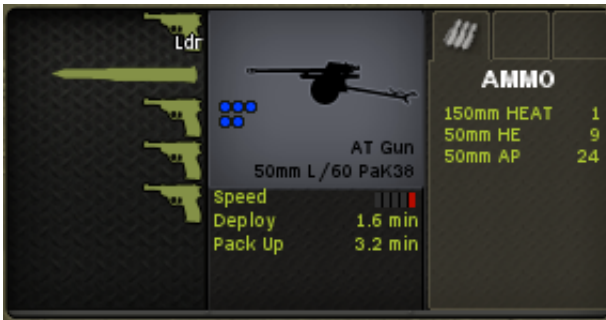 Ldr
AT Gun
50mm L/60 PaK38
Speed
Deploy 1.6 min
Pack Up 3.2 min
AMMO
150mm HEAT 1
50mm HE 9
50mm AP 24